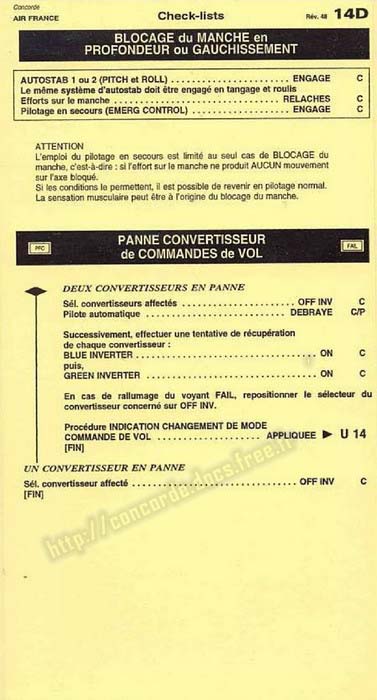 Concorde
AIR FRANCE Check-lists Rév. 48 14D
BLOCAGE du MANCHE en
PROFONDEUR ou GAUCHISSEMENT
AUTOSTAB 1 ou 2 (PITCH et ROLL) ENGAGE C
Le même système d'autostab doit être engagé en tangage et roulis
Efforts sur le manche RELACHES C
Pilotage en secours (EMERG CONTROL) ENGAGE C
ATTENTION
L'emploi du pilotage en secours est limité au seul cas de BLOCAGE du
manche, c'est-à-dire : si l'effort sur le manche ne produit AUCUN mouvement
sur l'axe bloqué.
Si les conditions le permettent, il est possible de revenir en pilotage normal.
La sensation musculaire peut être à l'origine du blocage du manche.
PFC PANNE CONVERTISSEUR FAIL
de COMMANDES de VOL
DEUX CONVERTISSEURS EN PANNE
Sél. convertisseurs affectés OFF INV C
Pilote automatique DEBRAYE C/P
Successivement, effectuer une tentative de récupération
de chaque convertisseur :
BLUE INVERTER ON C
puis,
GREEN INVERTER ON C
En cas de rallumage du voyant FAIL, repositionner le sélecteur du
convertisseur concerné sur OFF INV.
Procédure INDICATION CHANGEMENT DE MODE
COMMANDE DE VOL APPLIQUEE ► U 14
[FIN]
UN CONVERTISSEUR EN PANNE
Sél. convertisseur affecté OFF INV C
[FIN]
http://concorde.docs.free.fr